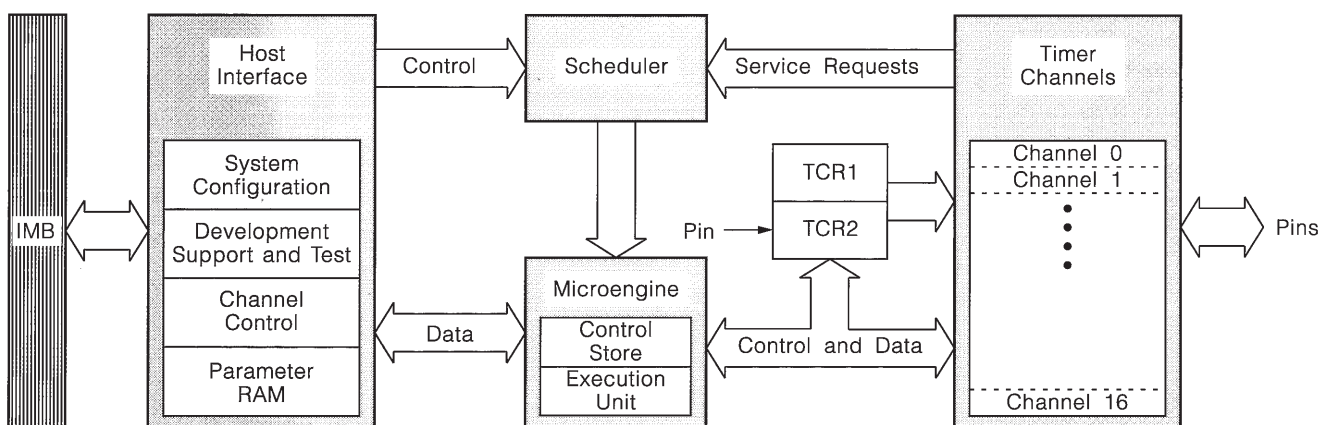 IMB
Host
Interface
System
Configuration
Development
Support and Test
Channel
Control
Parameter
RAM
Control
Data
Scheduler
Microengine
Control
Store
Execution
Unit
Service Requests
Pin
TCR1
TCR2
Control and Data
Timer
Channels
Channel 0
Channel 1
Channel 16
Pins